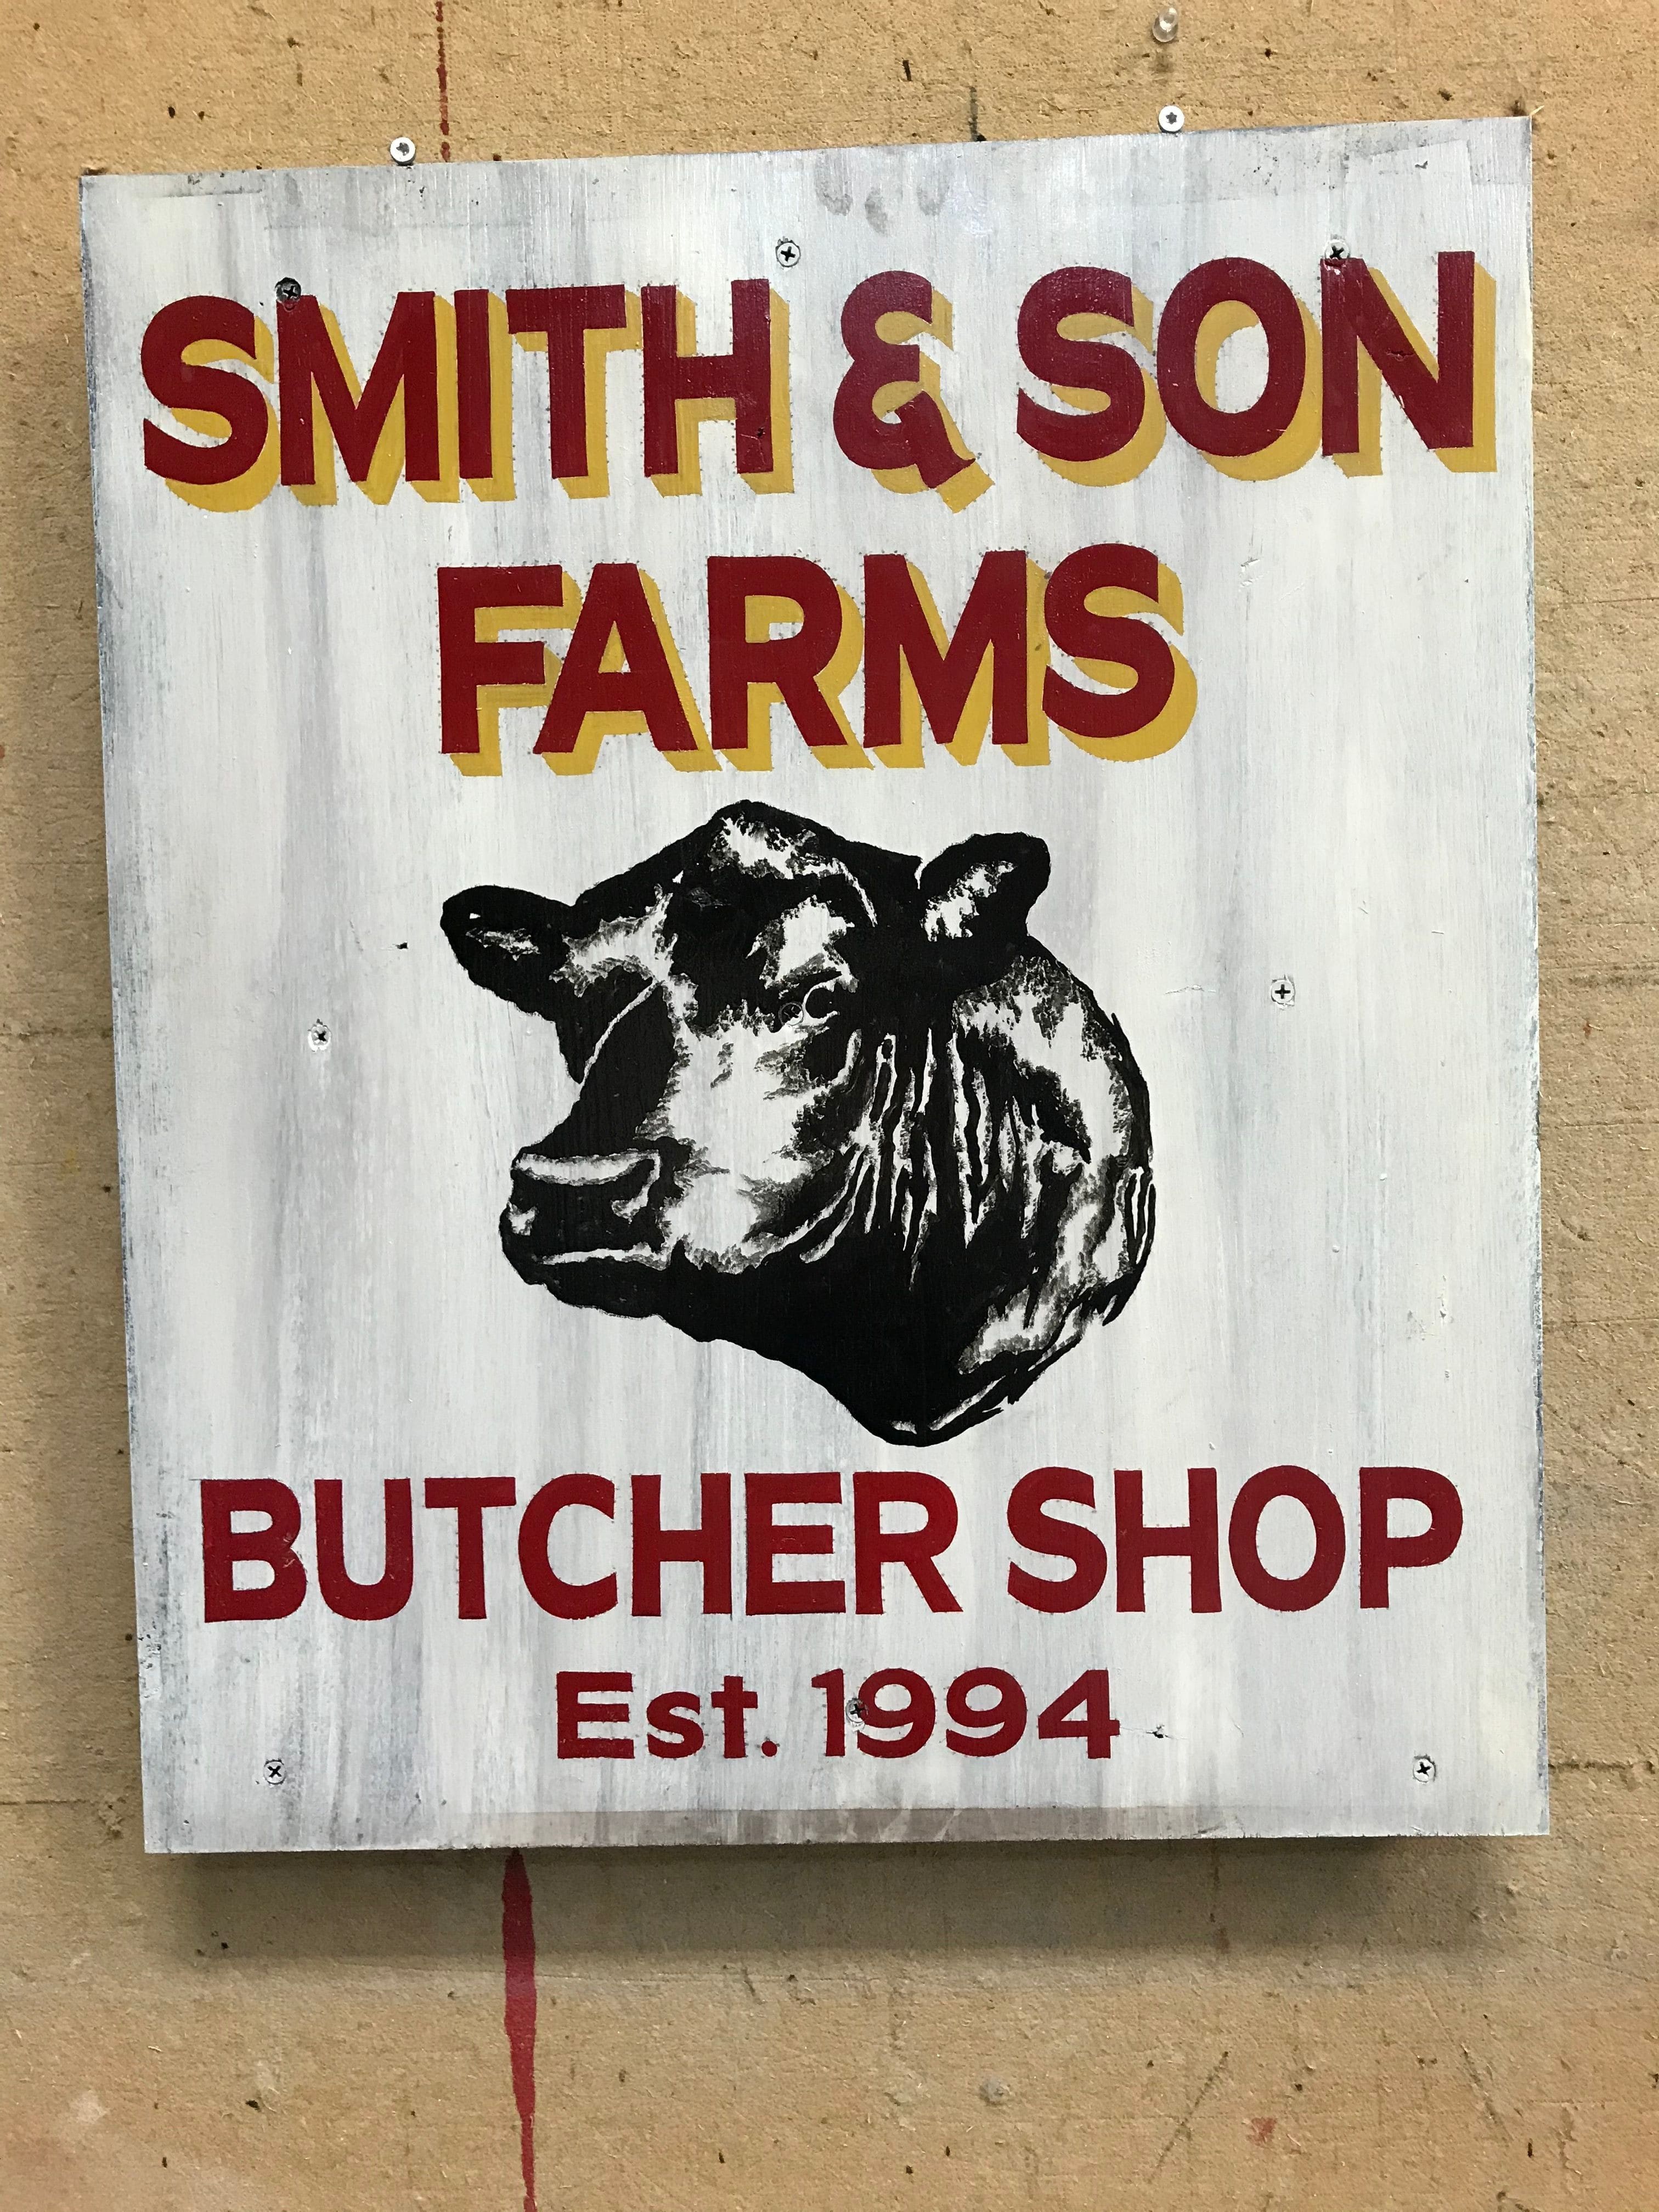 SMITH & SON
FARMS
BUTCHER SHOP
Est. 1994